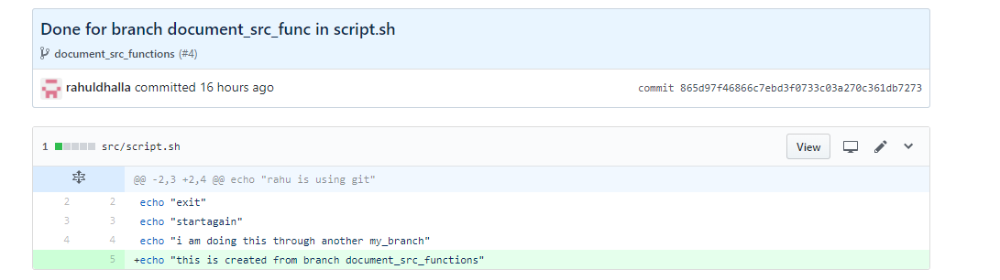 Done for branch document_src_func in script.sh
document_src_functions (#4)
rahuldhalla committed 16 hours ago commit 865d97f46866c7ebd3f0733c03a270c361db7273
1 src/script.sh View
@@ -2,3 +2,4 @@ echo "rahu is using git"
2 2 echo "exit"
3 3 echo "startagain"
4 4 echo "i am doing this through another my_branch"
5 +echo "this is created from branch document_src_functions"